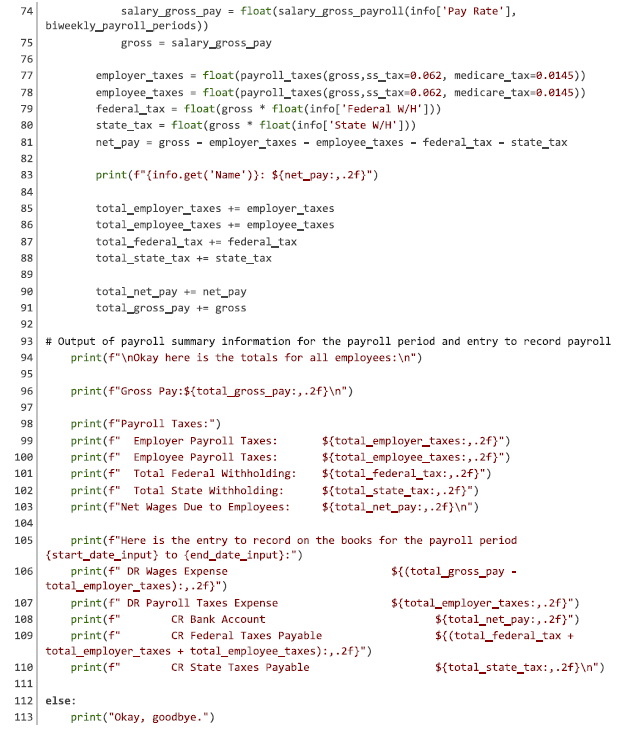 74             salary_gross_pay = float(salary_gross_payroll(info['Pay Rate'],
biweekly_payroll_periods))
75             gross = salary_gross_pay
76
77         employer_taxes = float(payroll_taxes(gross,ss_tax=0.062, medicare_tax=0.0145))
78         employee_taxes = float(payroll_taxes(gross,ss_tax=0.062, medicare_tax=0.0145))
79         federal_tax = float(gross * float(info['Federal W/H']))
80         state_tax = float(gross * float(info['State W/H']))
81         net_pay = gross - employer_taxes - employee_taxes - federal_tax - state_tax
82
83         print(f"{info.get('Name')}: ${net_pay:,.2f}")
84
85         total_employer_taxes += employer_taxes
86         total_employee_taxes += employee_taxes
87         total_federal_tax += federal_tax
88         total_state_tax += state_tax
89
90         total_net_pay += net_pay
91         total_gross_pay += gross
92
93 # Output of payroll summary information for the payroll period and entry to record payroll
94     print(f"\nOkay here is the totals for all employees:\n")
95
96     print(f"Gross Pay:${total_gross_pay:,.2f}\n")
97
98     print(f"Payroll Taxes:")
99     print(f"  Employer Payroll Taxes:       ${total_employer_taxes:,.2f}")
100     print(f"  Employee Payroll Taxes:       ${total_employee_taxes:,.2f}")
101     print(f"  Total Federal Withholding:    ${total_federal_tax:,.2f}")
102     print(f"  Total State Withholding:      ${total_state_tax:,.2f}")
103     print(f"Net Wages Due to Employees:     ${total_net_pay:,.2f}\n")
104
105     print(f"Here is the entry to record on the books for the payroll period
{start_date_input} to {end_date_input}:")
106     print(f" DR Wages Expense                          ${(total_gross_pay -
total_employer_taxes):,.2f}")
107     print(f" DR Payroll Taxes Expense                  ${total_employer_taxes:,.2f}")
108     print(f"        CR Bank Account                           ${total_net_pay:,.2f}")
109     print(f"        CR Federal Taxes Payable                  ${(total_federal_tax +
total_employer_taxes + total_employee_taxes):,.2f}")
110     print(f"        CR State Taxes Payable                    ${total_state_tax:,.2f}\n")
111
112 else:
113     print("Okay, goodbye.")